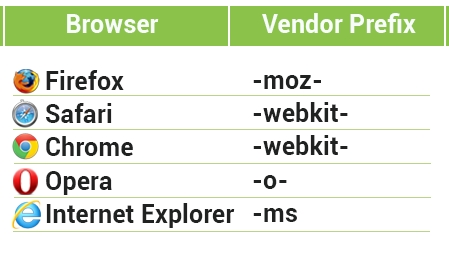 Browser Vendor Prefix
Firefox -moz-
Safari -webkit-
Chrome -webkit-
Opera -o-
Internet Explorer -ms